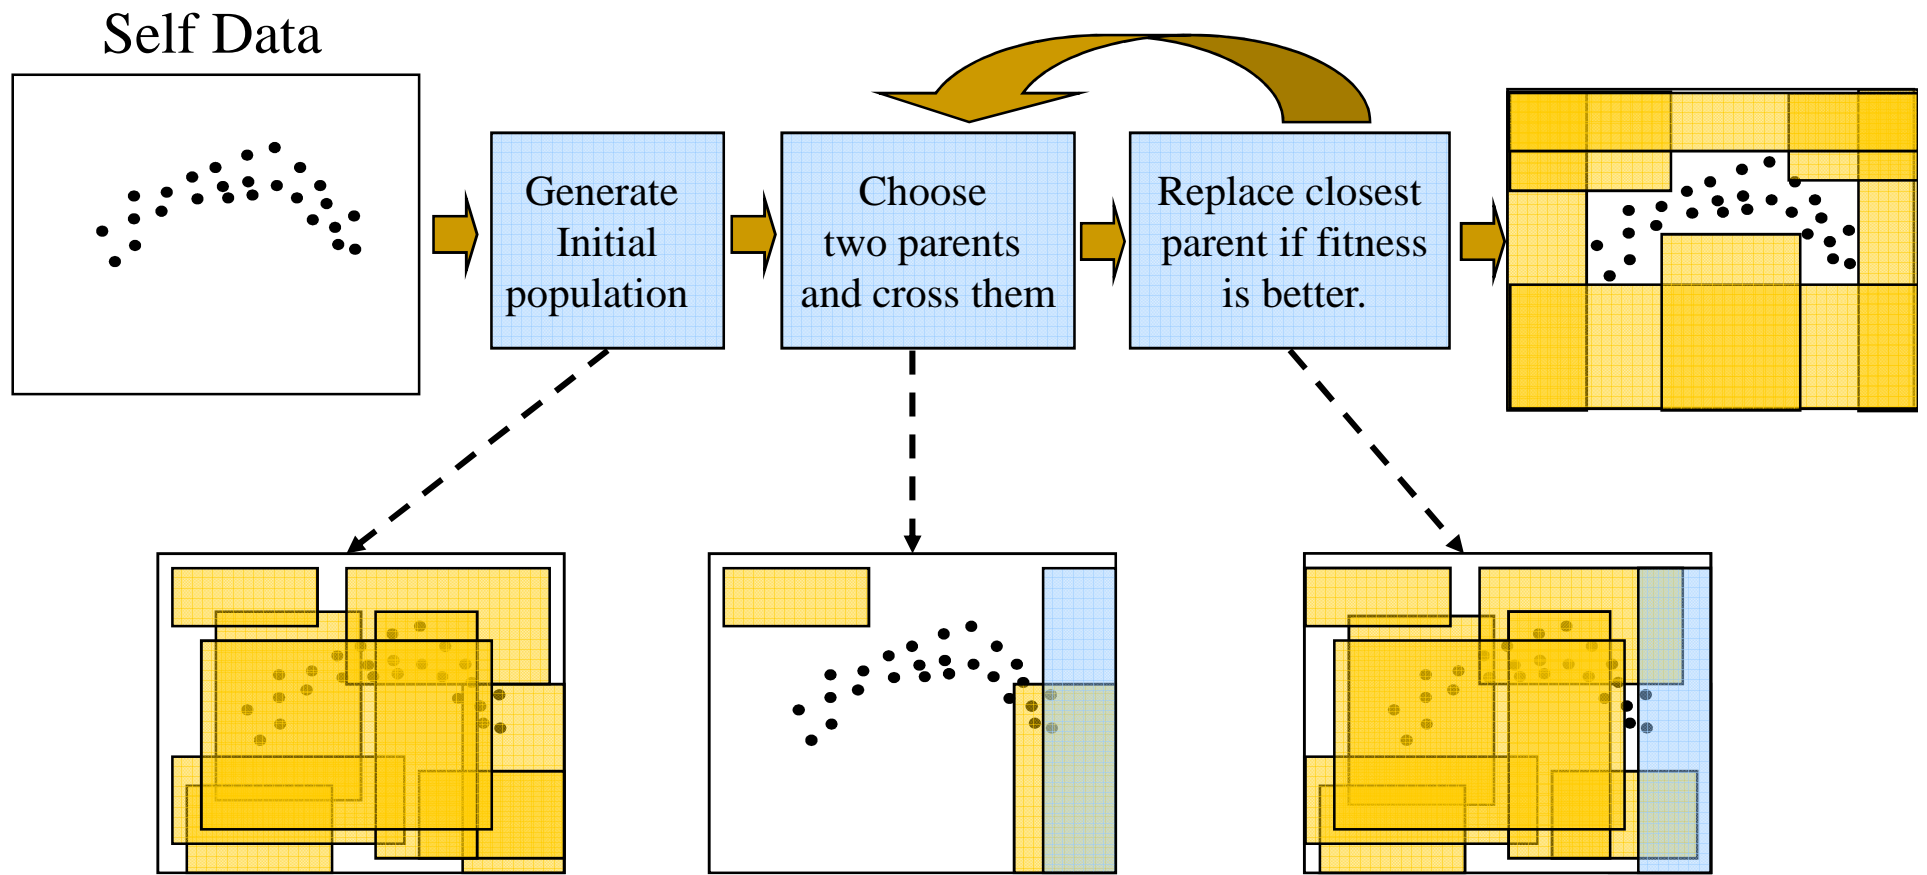 Self Data
Generate
Initial
population
Choose
two parents
and cross them
Replace closest
parent if fitness
is better.